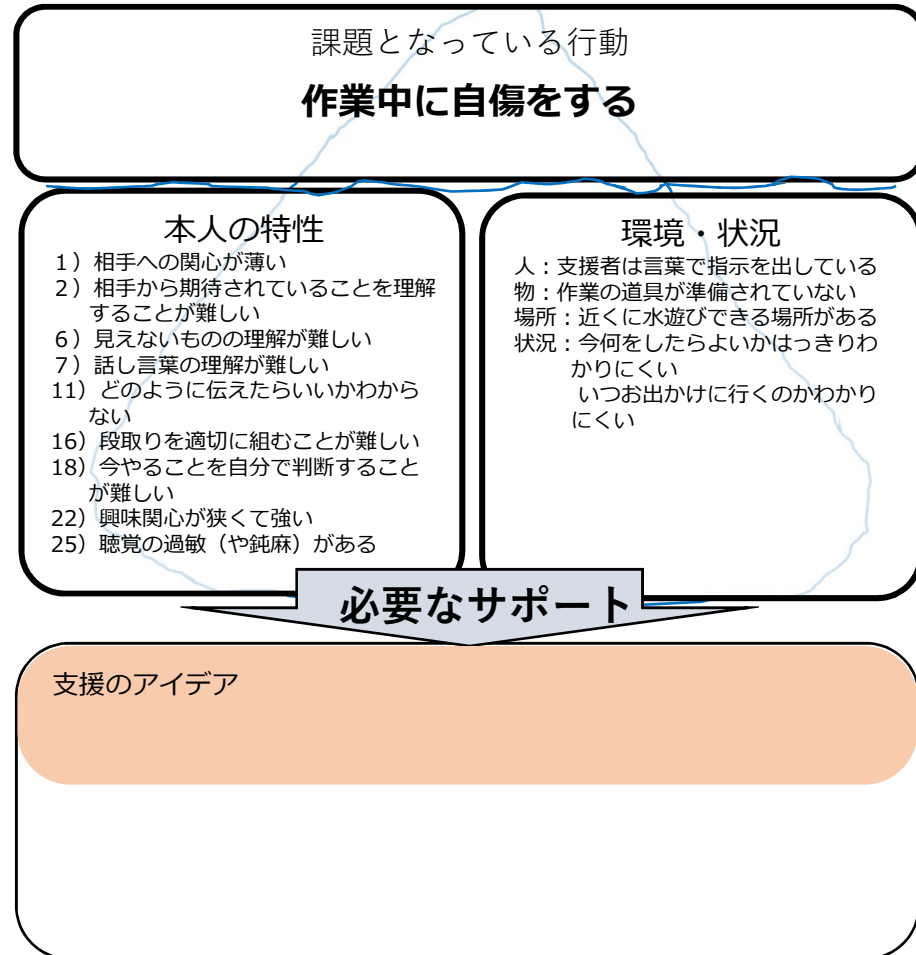 課題となっている行動
作業中に自傷をする
本人の特性
1）相手への関心が薄い
2）相手から期待されていることを理解
することが難しい
6）見えないものの理解が難しい
7）話し言葉の理解が難しい
11）どのように伝えたらいいかわから
ない
16）段取りを適切に組むことが難しい
18）今やることを自分で判断すること
が難しい
22）興味関心が狭くて強い
25）聴覚の過敏（や鈍麻）がある
環境・状況
人：支援者は言葉で指示を出している
物：作業の道具が準備されていない
場所：近くに水遊びできる場所がある
状況：今何をしたらよいかはっきりわ
かりにくい
いつお出かけに行くのかわかり
にくい
必要なサポート
支援のアイデア